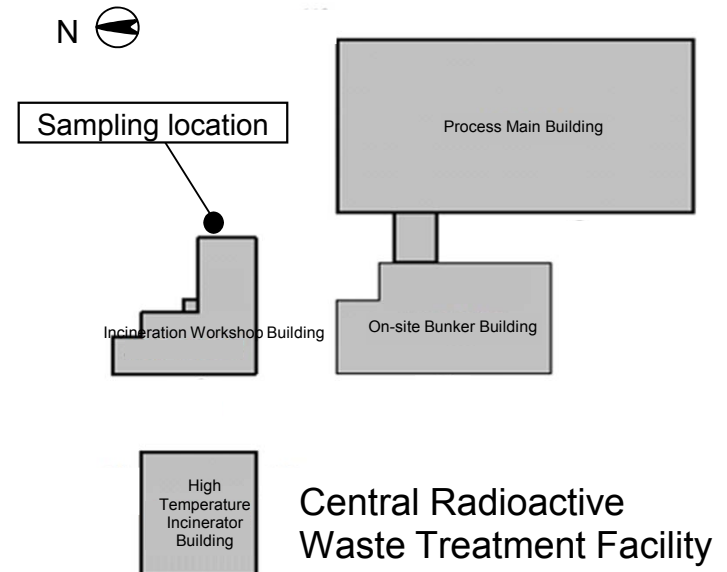 N
Process Main Building
Sampling location
Incineration Workshop Building
On-site Bunker Building
High
Temperature
Incinerator
Building
Central Radioactive
Waste Treatment Facility